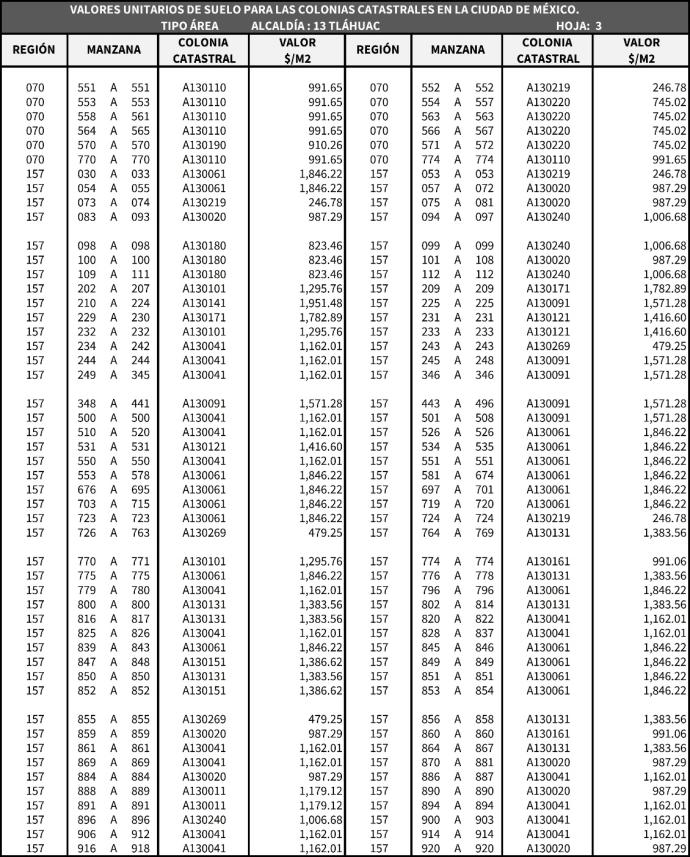 VALORES UNITARIOS DE SUELO PARA LAS COLONIAS CATASTRALES EN LA CIUDAD DE MÉXICO.
TIPO ÁREA ALCALDÍA : 13 TLÁHUAC HOJA: 3
REGIÓN MANZANA COLONIA CATASTRAL VALOR $/M2 REGIÓN MANZANA COLONIA CATASTRAL VALOR $/M2
070 551 A 551 A130110 991.65 070 552 A 552 A130219 246.78
070 553 A 553 A130110 991.65 070 554 A 557 A130220 745.02
070 558 A 561 A130110 991.65 070 563 A 563 A130220 745.02
070 564 A 565 A130110 991.65 070 566 A 567 A130220 745.02
070 570 A 570 A130190 910.26 070 571 A 572 A130220 745.02
070 770 A 770 A130110 991.65 070 774 A 774 A130110 991.65
157 030 A 033 A130061 1,846.22 157 053 A 053 A130219 246.78
157 054 A 055 A130061 1,846.22 157 057 A 072 A130020 987.29
157 073 A 074 A130219 246.78 157 075 A 081 A130020 987.29
157 083 A 093 A130020 987.29 157 094 A 097 A130240 1,006.68
157 098 A 098 A130180 823.46 157 099 A 099 A130240 1,006.68
157 100 A 100 A130180 823.46 157 101 A 108 A130020 987.29
157 109 A 111 A130180 823.46 157 112 A 112 A130240 1,006.68
157 202 A 207 A130101 1,295.76 157 209 A 209 A130171 1,782.89
157 210 A 224 A130141 1,951.48 157 225 A 225 A130091 1,571.28
157 229 A 230 A130171 1,782.89 157 231 A 231 A130121 1,416.60
157 232 A 232 A130101 1,295.76 157 233 A 233 A130121 1,416.60
157 234 A 242 A130041 1,162.01 157 243 A 243 A130269 479.25
157 244 A 244 A130041 1,162.01 157 245 A 248 A130091 1,571.28
157 249 A 345 A130041 1,162.01 157 346 A 346 A130091 1,571.28
157 348 A 441 A130091 1,571.28 157 443 A 496 A130091 1,571.28
157 500 A 500 A130041 1,162.01 157 501 A 508 A130091 1,571.28
157 510 A 520 A130041 1,162.01 157 526 A 526 A130061 1,846.22
157 531 A 531 A130121 1,416.60 157 534 A 535 A130061 1,846.22
157 550 A 550 A130041 1,162.01 157 551 A 551 A130061 1,846.22
157 553 A 578 A130061 1,846.22 157 581 A 674 A130061 1,846.22
157 676 A 695 A130061 1,846.22 157 697 A 701 A130061 1,846.22
157 703 A 715 A130061 1,846.22 157 719 A 720 A130061 1,846.22
157 723 A 723 A130061 1,846.22 157 724 A 724 A130219 246.78
157 726 A 763 A130269 479.25 157 764 A 769 A130131 1,383.56
157 770 A 771 A130101 1,295.76 157 774 A 774 A130161 991.06
157 775 A 775 A130061 1,846.22 157 776 A 778 A130131 1,383.56
157 779 A 780 A130041 1,162.01 157 796 A 796 A130061 1,846.22
157 800 A 800 A130131 1,383.56 157 802 A 814 A130131 1,383.56
157 816 A 817 A130131 1,383.56 157 820 A 822 A130041 1,162.01
157 825 A 826 A130041 1,162.01 157 828 A 837 A130041 1,162.01
157 839 A 843 A130061 1,846.22 157 845 A 846 A130061 1,846.22
157 847 A 848 A130151 1,386.62 157 849 A 849 A130061 1,846.22
157 850 A 850 A130131 1,383.56 157 851 A 851 A130061 1,846.22
157 852 A 852 A130151 1,386.62 157 853 A 854 A130061 1,846.22
157 855 A 855 A130269 479.25 157 856 A 858 A130131 1,383.56
157 859 A 859 A130020 987.29 157 860 A 860 A130161 991.06
157 861 A 861 A130041 1,162.01 157 864 A 867 A130131 1,383.56
157 869 A 869 A130041 1,162.01 157 870 A 881 A130020 987.29
157 884 A 884 A130020 987.29 157 886 A 887 A130041 1,162.01
157 888 A 889 A130011 1,179.12 157 890 A 890 A130020 987.29
157 891 A 891 A130011 1,179.12 157 894 A 894 A130041 1,162.01
157 896 A 896 A130240 1,006.68 157 900 A 903 A130041 1,162.01
157 906 A 912 A130041 1,162.01 157 914 A 914 A130041 1,162.01
157 916 A 918 A130041 1,162.01 157 920 A 920 A130020 987.29